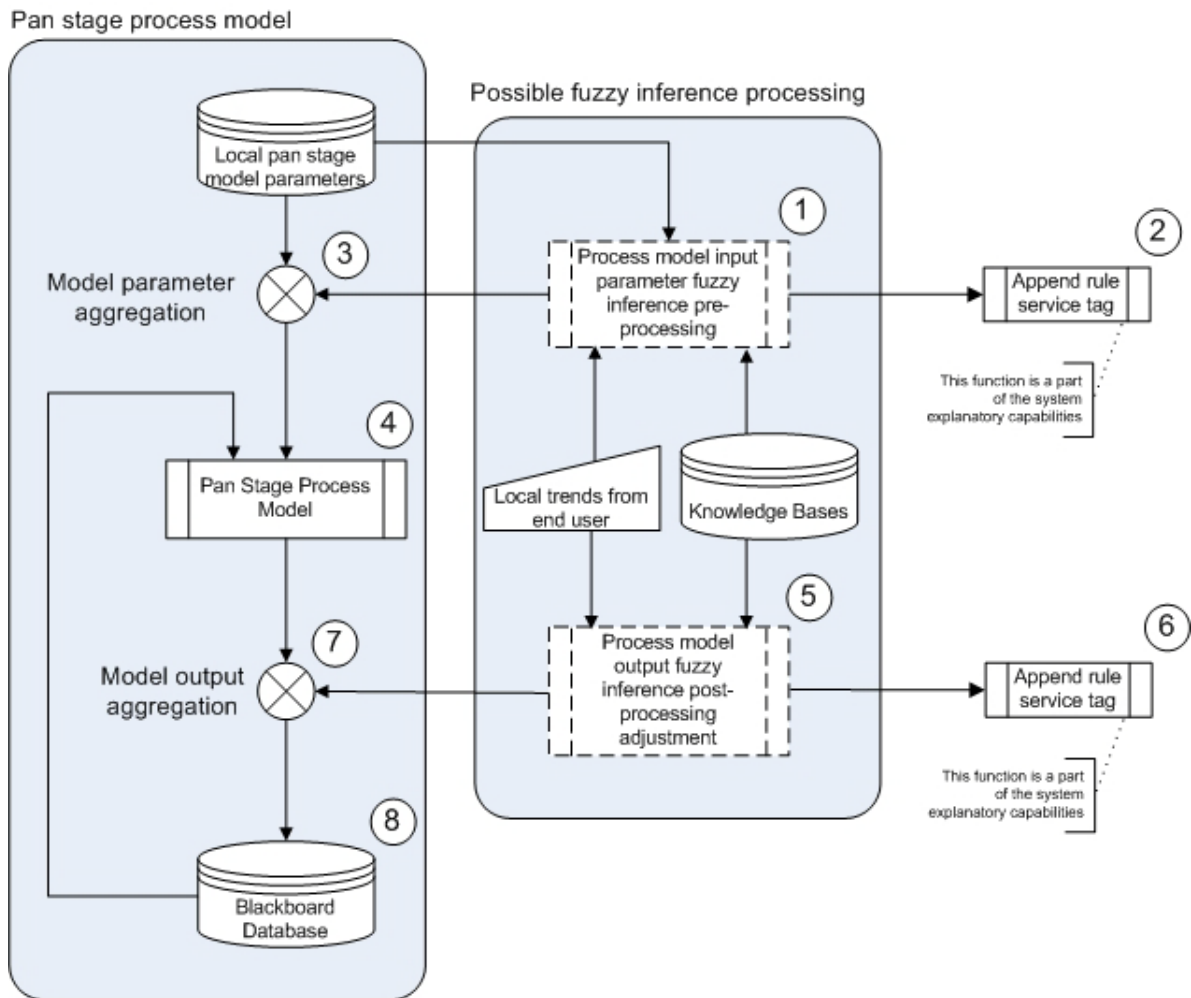 Pan stage process model
Possible fuzzy inference processing
Local pan stage
model parameters
1
2
3
Process model input
parameter fuzzy
inference pre-
processing
Append rule
service tag
Model parameter
aggregation
This function is a part
of the system
explanatory capabilities
4
Pan Stage Process
Model
Local trends from
end user
Knowledge Bases
5
6
7
Process model
output fuzzy
inference post-
processing
adjustment
Append rule
service tag
Model output
aggregation
This function is a part
of the system
explanatory capabilities
8
Blackboard
Database